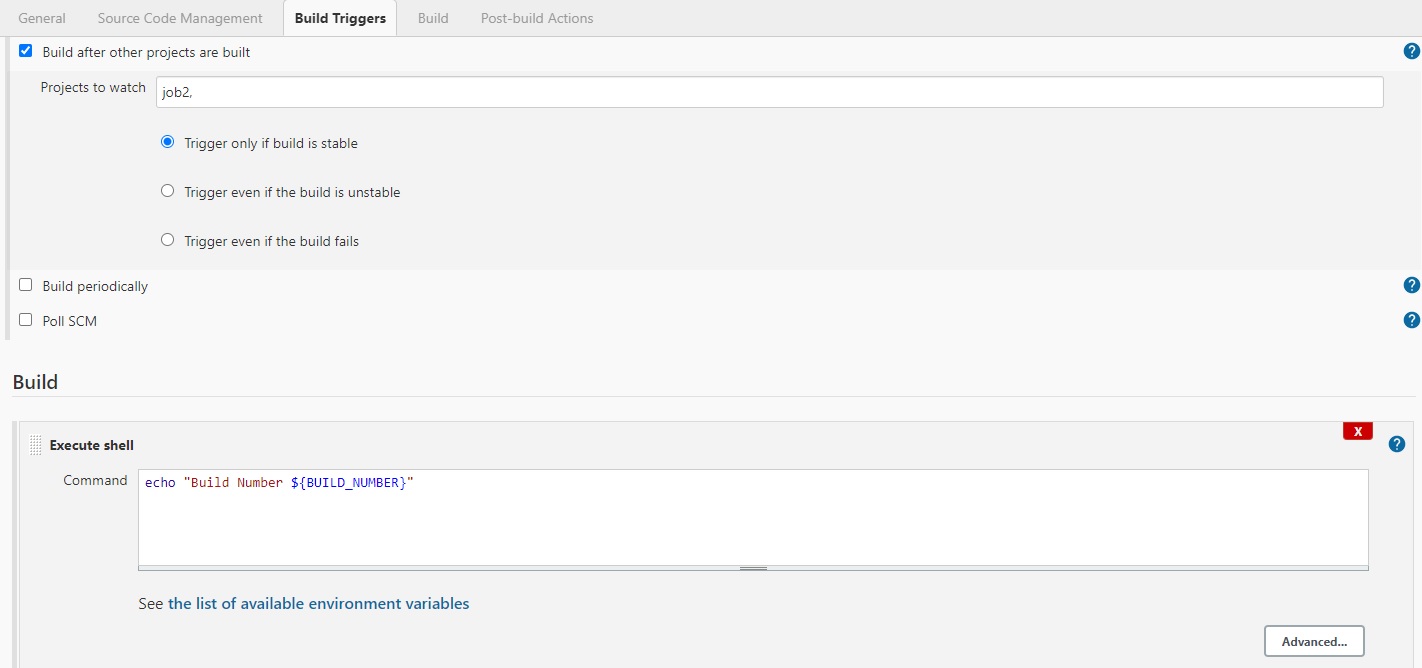 General Source Code Management Build Triggers Build Post-build Actions
Build after other projects are built ?
Projects to watch job2,
Trigger only if build is stable
Trigger even if the build is unstable
Trigger even if the build fails
Build periodically ?
Poll SCM ?
Build
Execute shell X ?
Command echo "Build Number ${BUILD_NUMBER}"
See the list of available environment variables
Advanced...